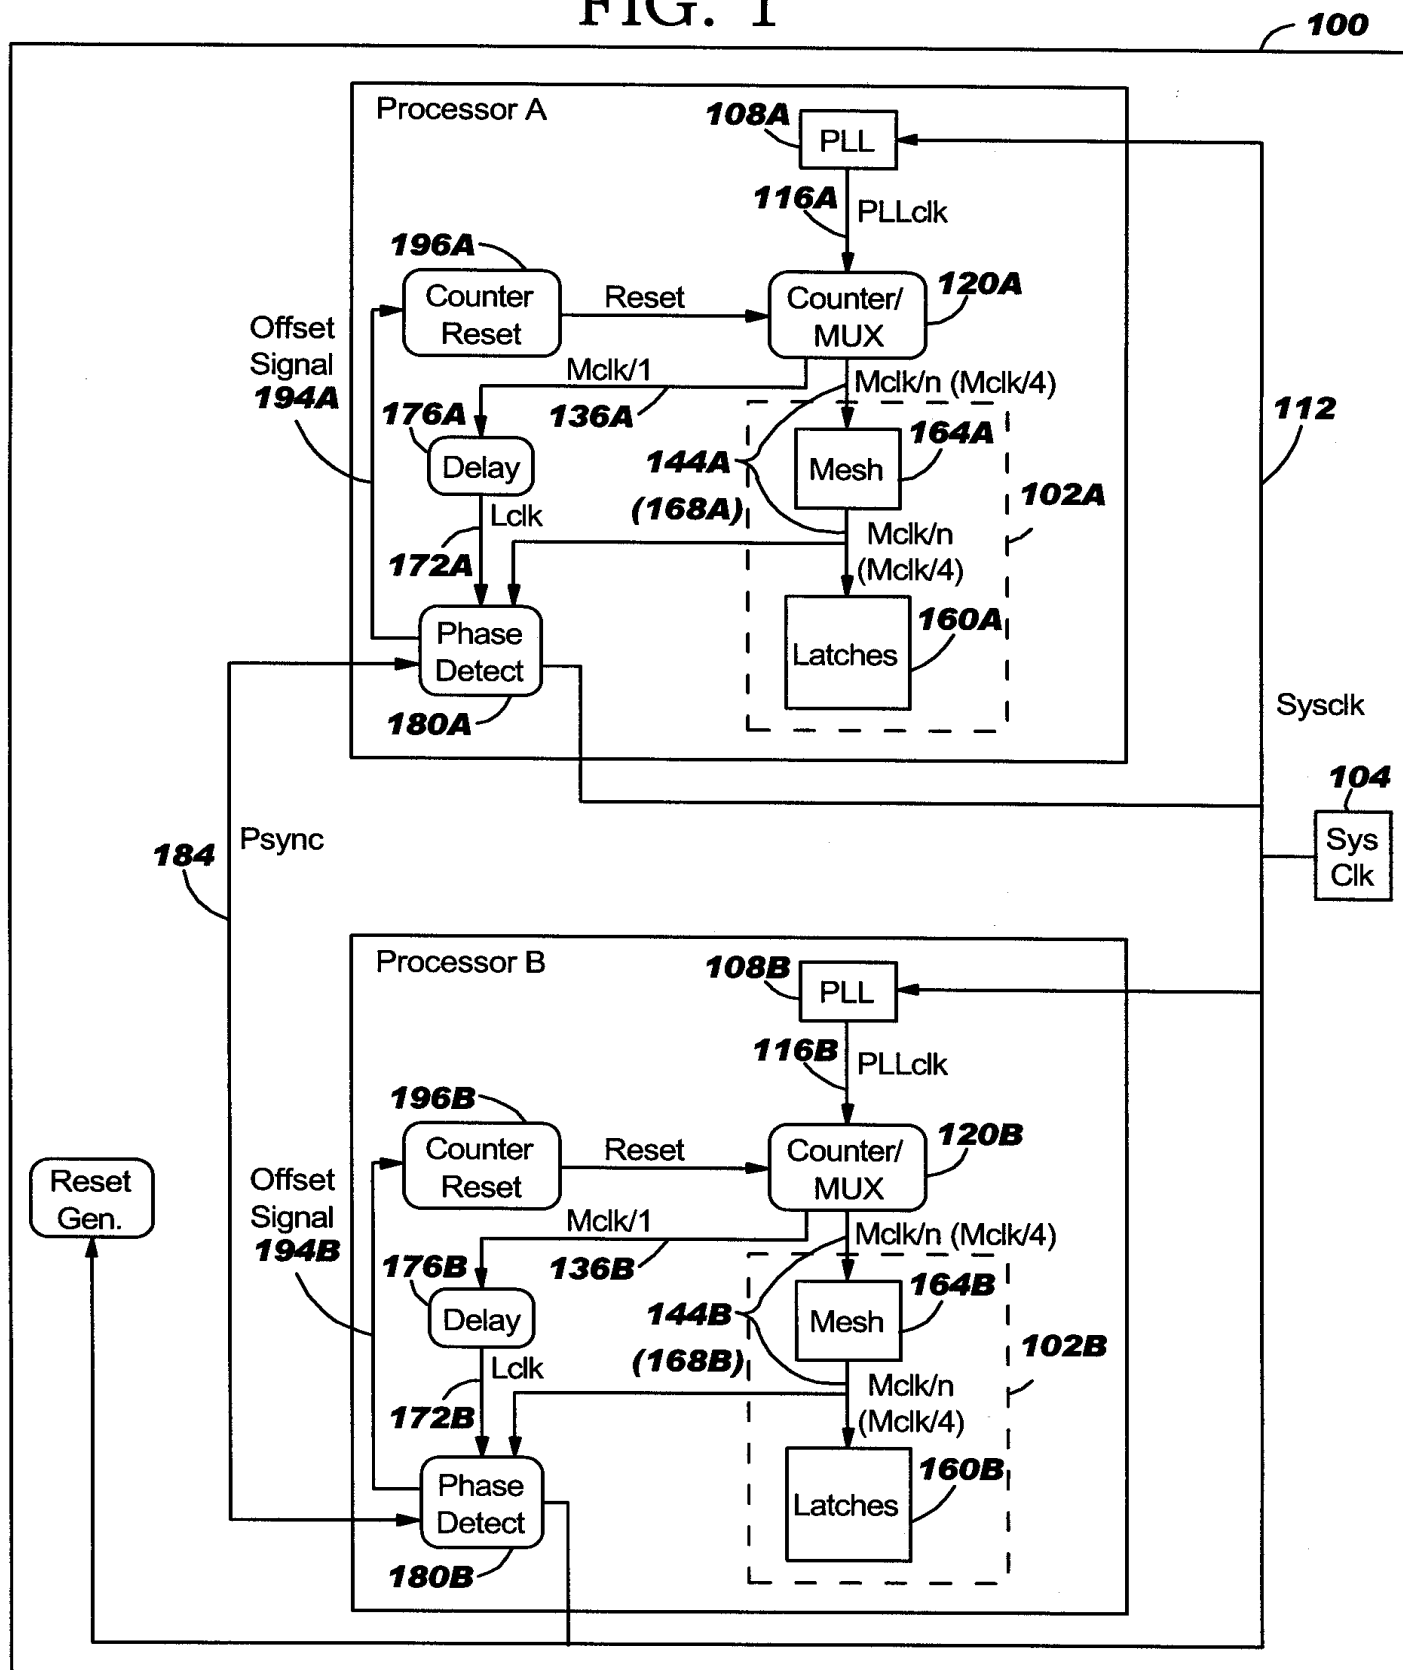 FIG. 1
100
Processor A
108A
PLL
116A
PLLclk
196A
Counter
Reset
Reset
120A
Counter/
MUX
Offset
Signal
194A
Mclk/1
136A
Mclk/n (Mclk/4)
176A
Delay
144A
(168A)
164A
Mesh
102A
112
Lclk
172A
Mclk/n
(Mclk/4)
Phase
Detect
180A
160A
Latches
Sysclk
104
Sys
Clk
184
Psync
Processor B
108B
PLL
116B
PLLclk
196B
Counter
Reset
Reset
120B
Counter/
MUX
Reset
Gen.
Offset
Signal
194B
Mclk/1
136B
Mclk/n (Mclk/4)
176B
Delay
144B
(168B)
164B
Mesh
102B
Lclk
172B
Mclk/n
(Mclk/4)
Phase
Detect
180B
160B
Latches